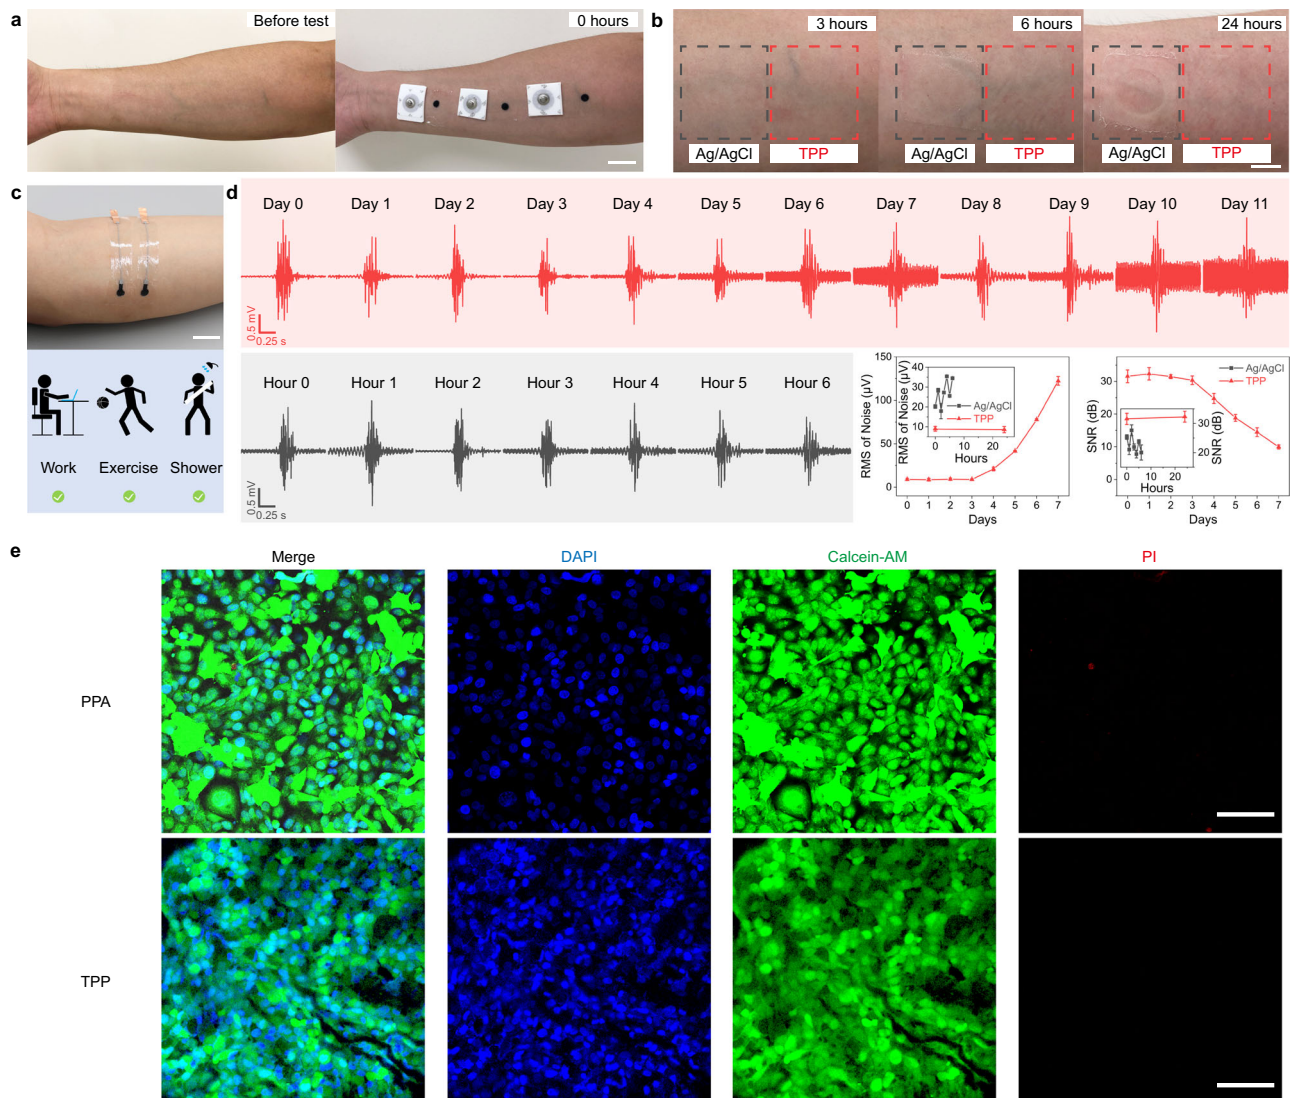 a
Before test
0 hours
b
3 hours
6 hours
24 hours
Ag/AgCl
TPP
Ag/AgCl
TPP
Ag/AgCl
TPP
c
Work
Exercise
Shower
d
Day 0
Day 1
Day 2
Day 3
Day 4
Day 5
Day 6
Day 7
Day 8
Day 9
Day 10
Day 11
0.5 mV
0.25 s
Hour 0
Hour 1
Hour 2
Hour 3
Hour 4
Hour 5
Hour 6
0.5 mV
0.25 s
RMS of Noise (µV)
150
100
50
0
0 1 2 3 4 5 6 7
Days
RMS of Noise (µV)
40
30
20
10
0 10 20
Hours
Ag/AgCl
TPP
SNR (dB)
30
20
10
0
0 1 2 3 4 5 6 7
Days
Ag/AgCl
TPP
SNR (dB)
30
20
0 20
Hours
e
Merge
DAPI
Calcein-AM
PI
PPA
TPP